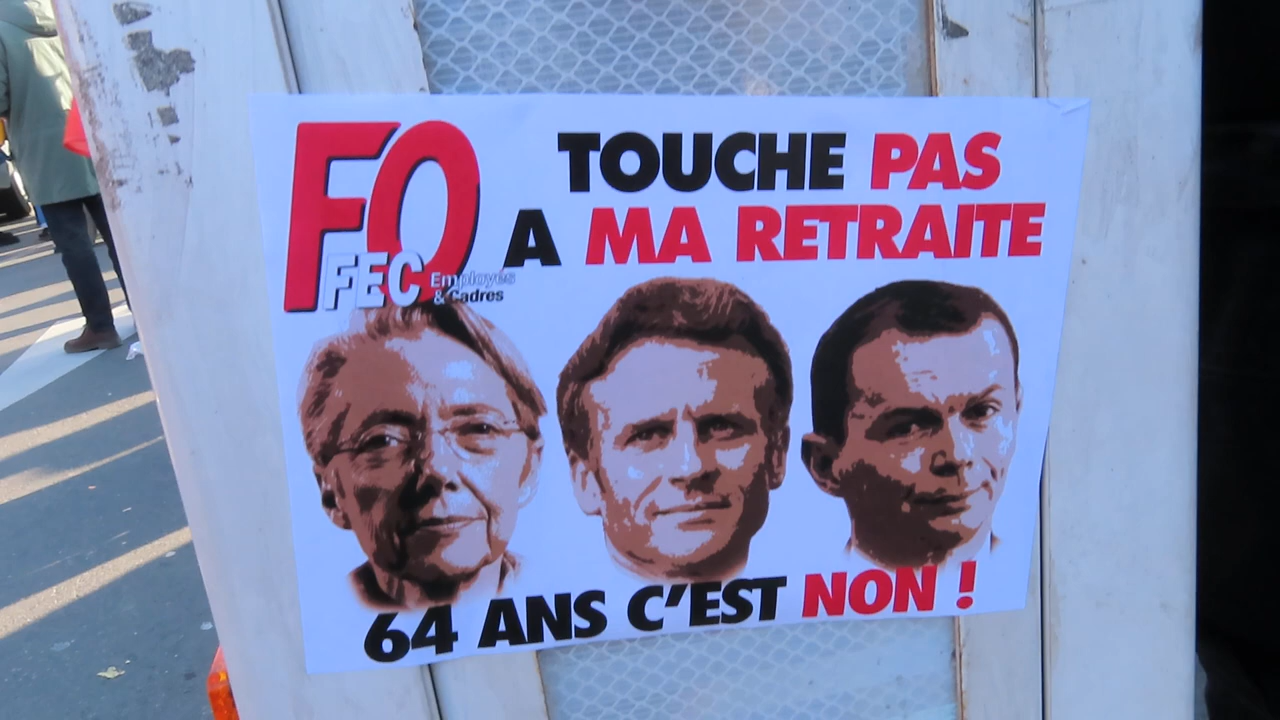 FO
FEC Employés
& Cadres
TOUCHE PAS
A MA RETRAITE
64 ANS C'EST NON !